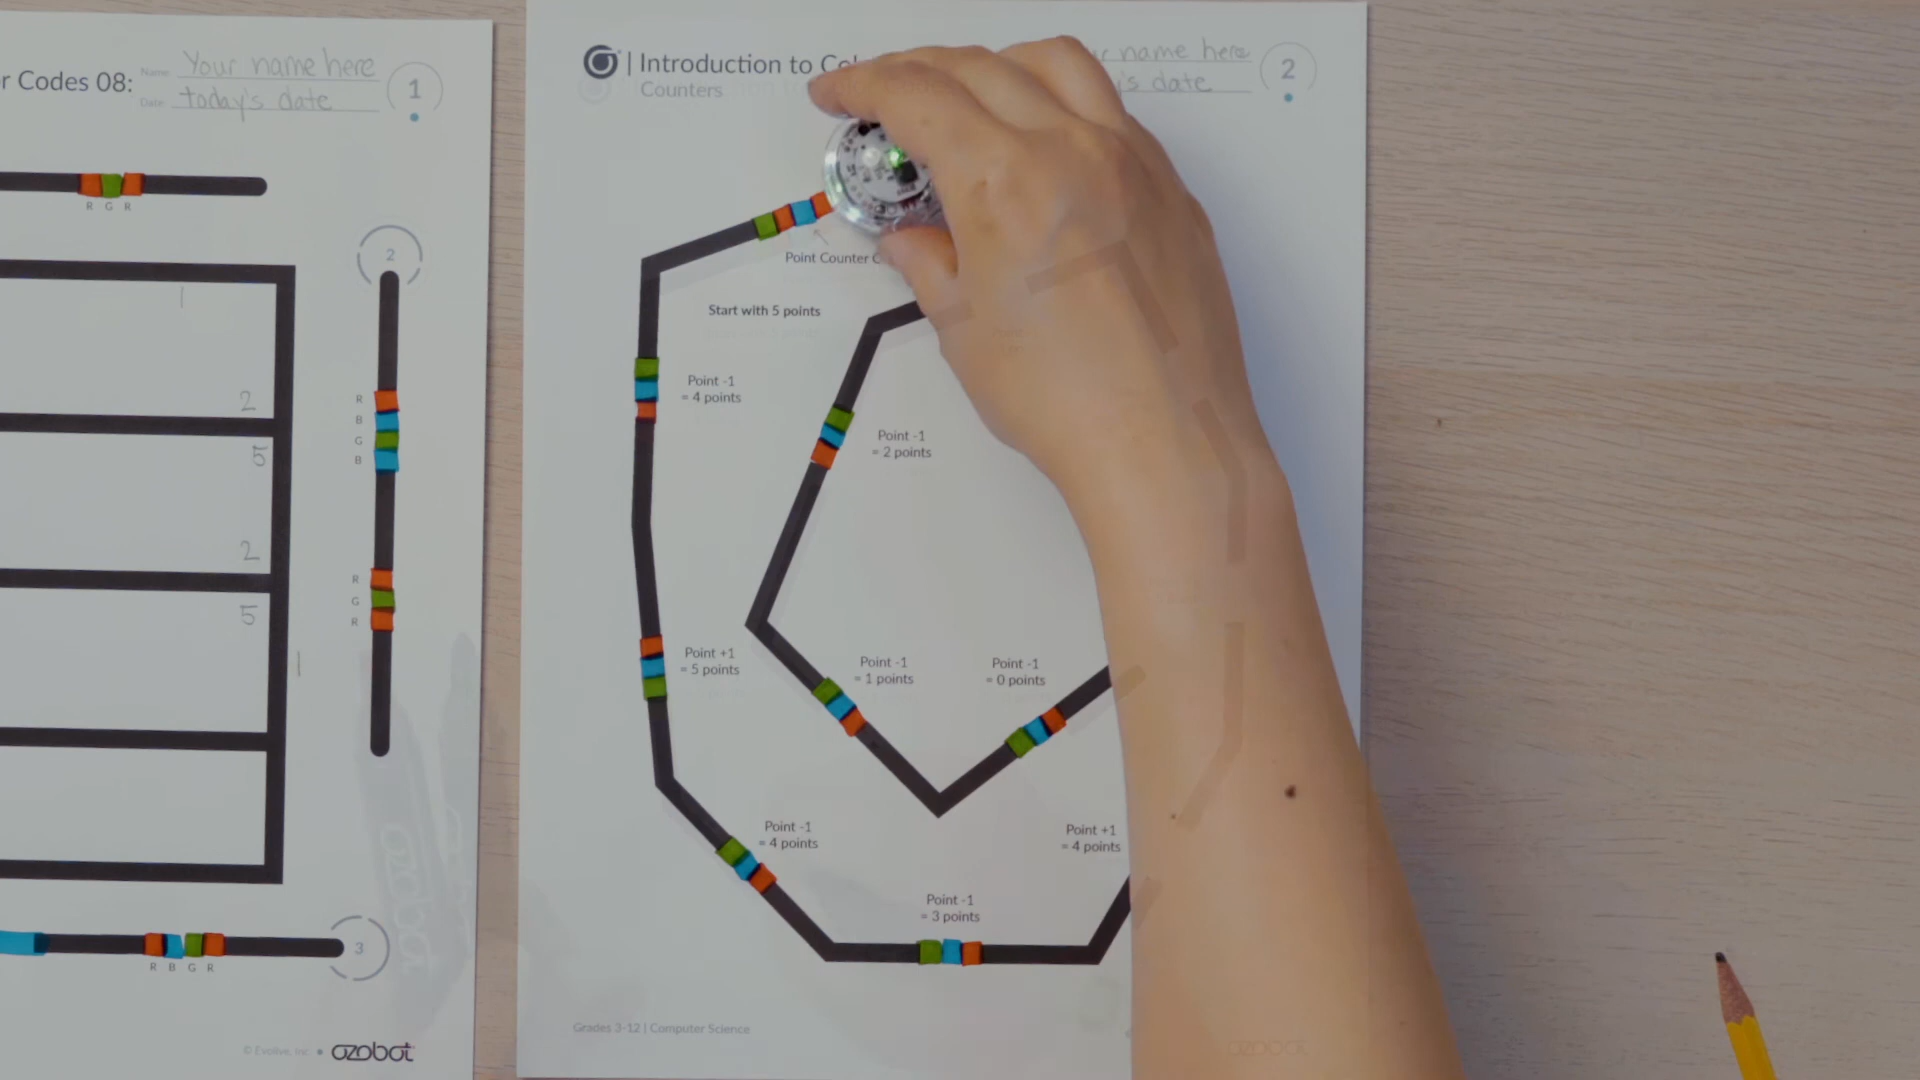 r Codes 08:
Name: Your name here
Date: today's date
1
R G R
2
1
2
5
2
5
R
B
G
B
R
G
R
3
R B G R
© Evolive, Inc. • ozobot
| Introduction to
Counters
name here
's date
2
Point Counter
Start with 5 points
Point -1
= 4 points
Point -1
= 2 points
Point +1
= 5 points
Point -1
= 1 points
Point -1
= 0 points
Point -1
= 4 points
Point +1
= 4 points
Point -1
= 3 points
Grades 3-12 | Computer Science